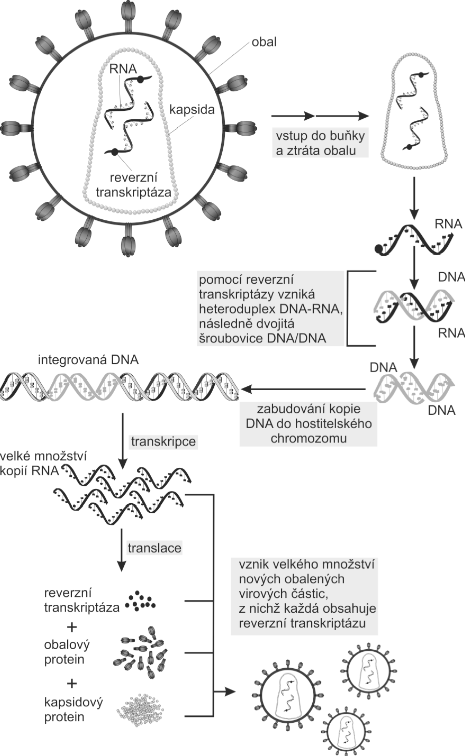 obal
RNA
kapsida
reverzní
transkriptáza
vstup do buňky
a ztráta obalu
RNA
DNA
pomocí reverzní
transkriptázy vzniká
heteroduplex DNA-RNA,
následně dvojitá
šroubovice DNA/DNA
RNA
integrovaná DNA
DNA
DNA
zabudování kopie
DNA do hostitelského
chromozomu
transkripce
velké množství
kopií RNA
translace
vznik velkého množství
nových obalených
virových částic,
z nichž každá obsahuje
reverzní transkriptázu
reverzní
transkriptáza
+
obalový
protein
+
kapsidový
protein